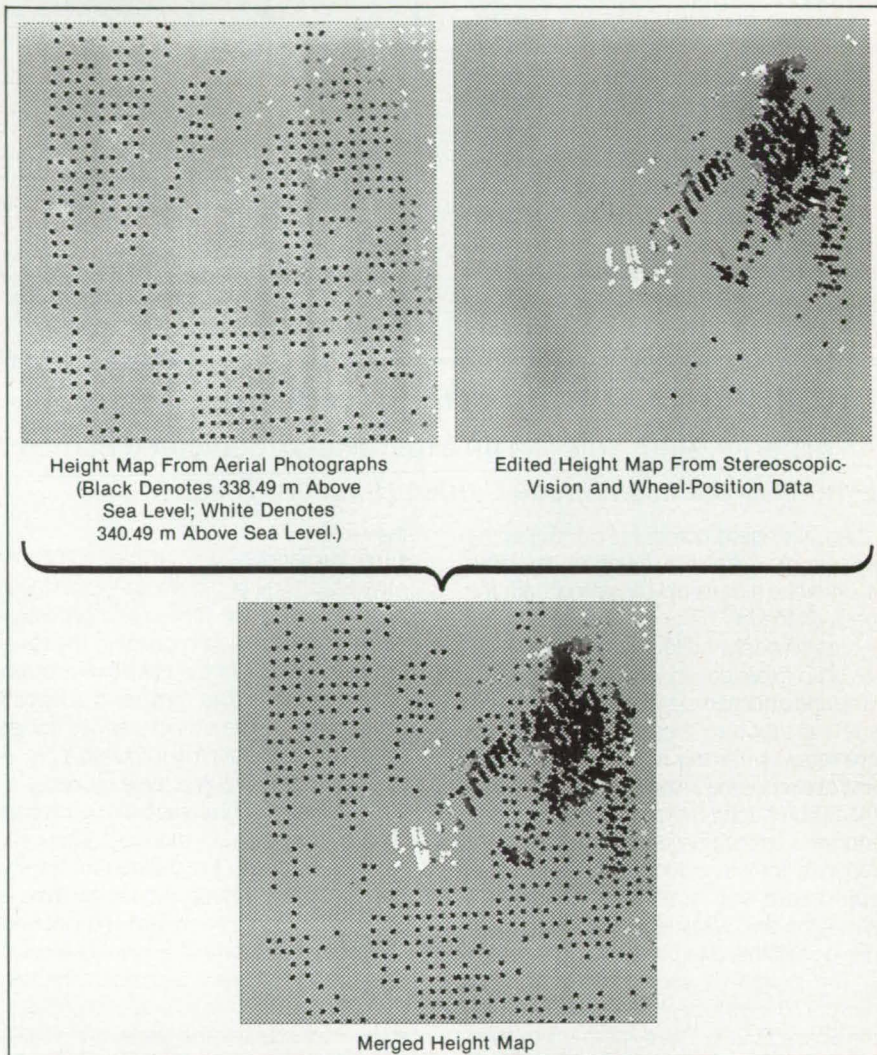 Height Map From Aerial Photographs
(Black Denotes 338.49 m Above
Sea Level; White Denotes
340.49 m Above Sea Level.)
Edited Height Map From Stereoscopic-
Vision and Wheel-Position Data
Merged Height Map